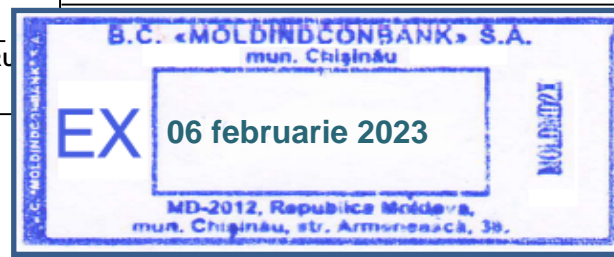 B.C. «MOLDINDCONBANK» S.A.
mun. Chişinău
EX
06 februarie 2023
MD-2012, Republica Moldova,
mun. Chişinău, str. Armenească, 38.